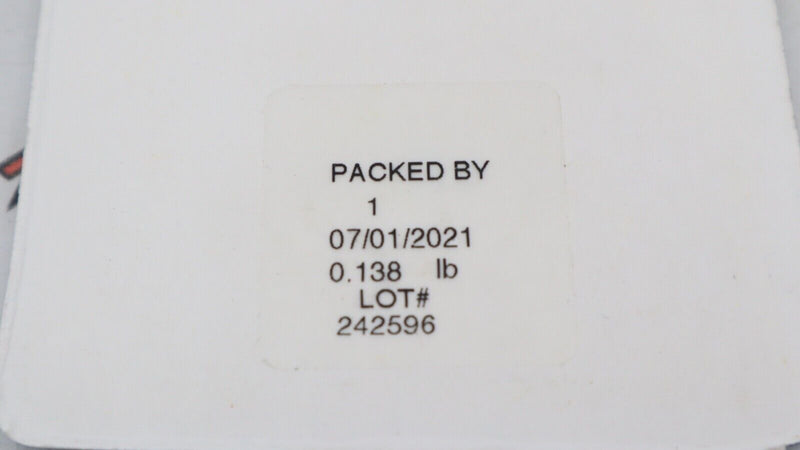 PACKED BY
1
07/01/2021
0.138 lb
LOT#
242596